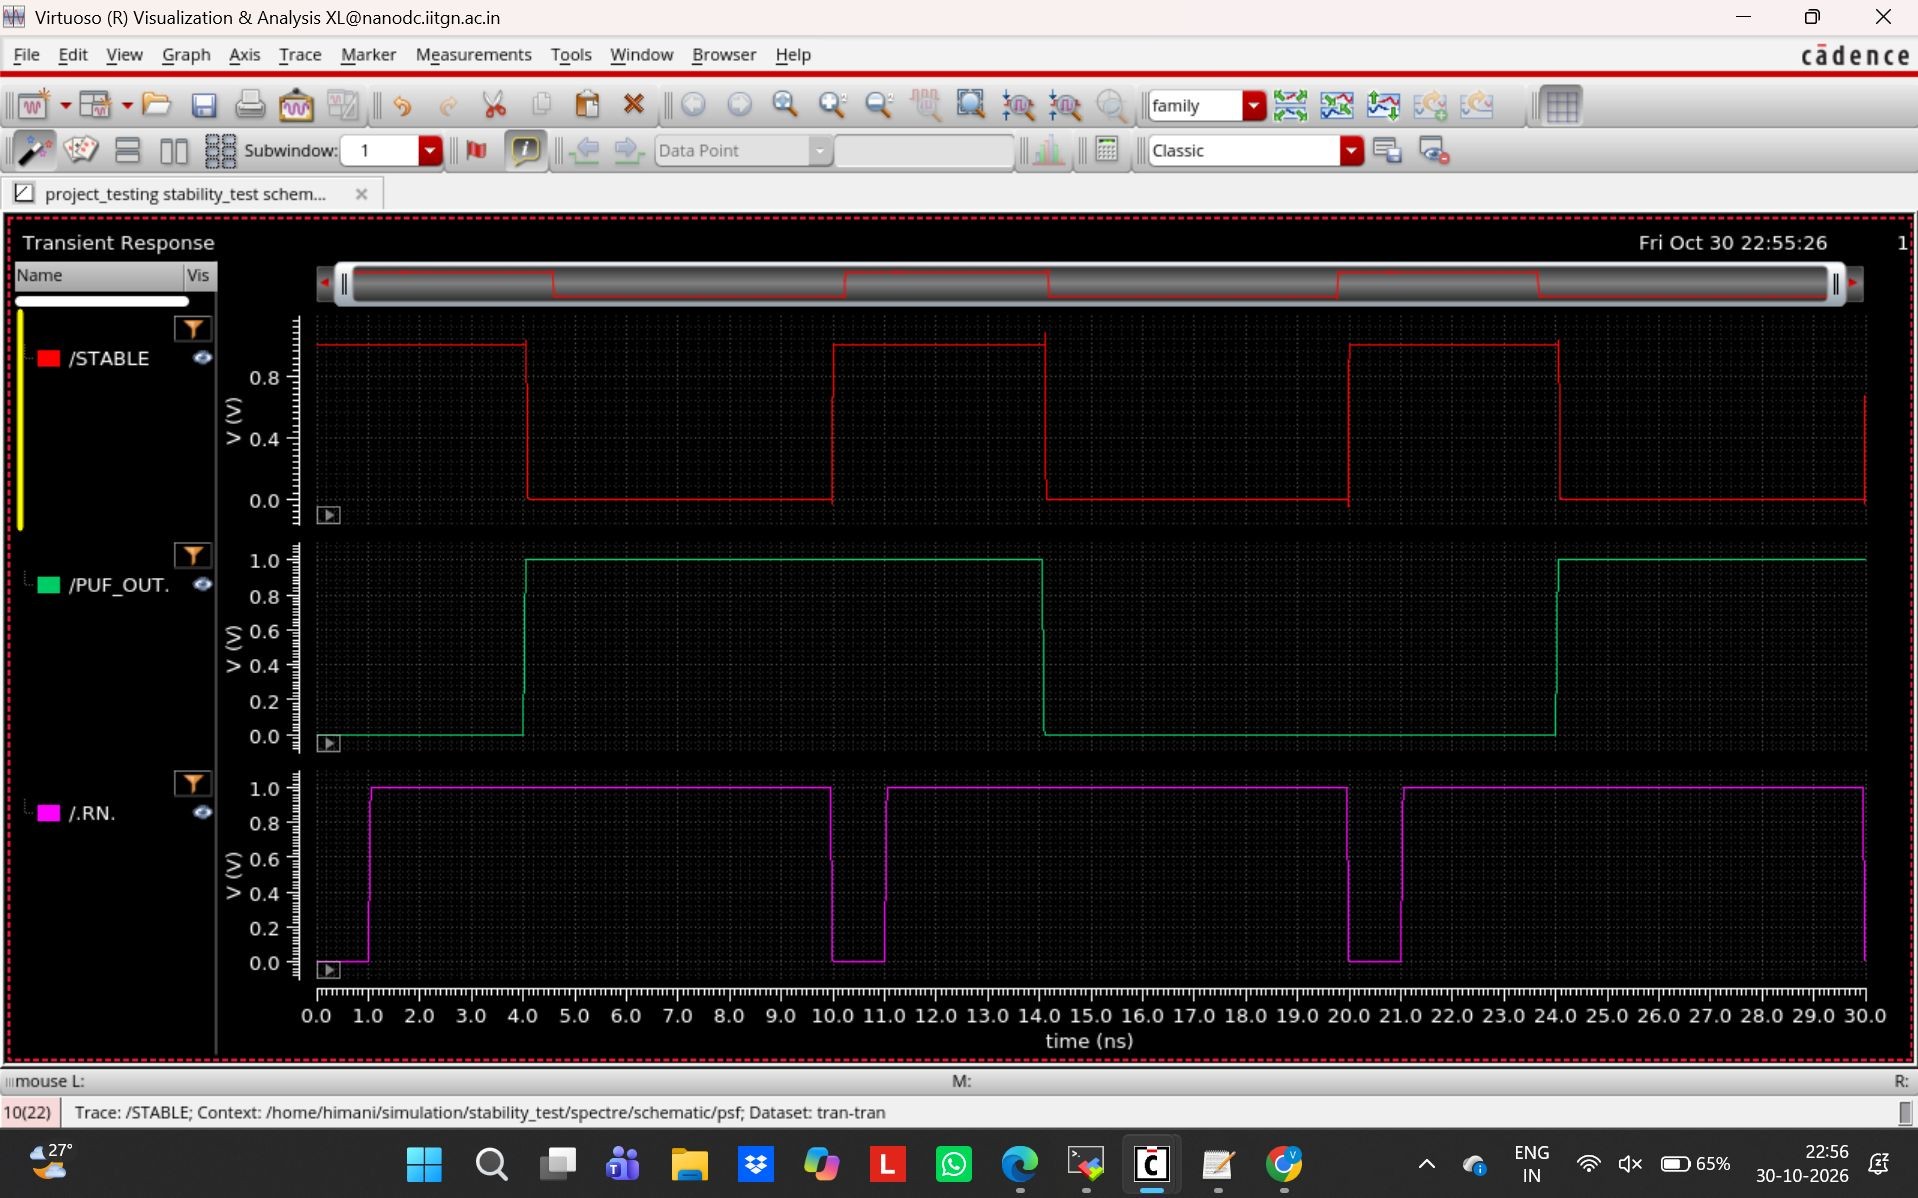 Virtuoso (R) Visualization & Analysis XL@nanodc.iitgn.ac.in
File Edit View Graph Axis Trace Marker Measurements Tools Window Browser Help
cādence
family
Subwindow: 1 Data Point Classic
project_testing stability_test schem...
Transient Response
Fri Oct 30 22:55:26 1
Name Vis
/STABLE
V (V)
0.8
0.4
0.0
/PUF_OUT.
V (V)
1.0
0.8
0.6
0.4
0.2
0.0
/.RN.
V (V)
1.0
0.8
0.6
0.4
0.2
0.0
0.0 1.0 2.0 3.0 4.0 5.0 6.0 7.0 8.0 9.0 10.0 11.0 12.0 13.0 14.0 15.0 16.0 17.0 18.0 19.0 20.0 21.0 22.0 23.0 24.0 25.0 26.0 27.0 28.0 29.0 30.0
time (ns)
mouse L: M: R:
10(22) Trace: /STABLE; Context: /home/himani/simulation/stability_test/spectre/schematic/psf; Dataset: tran-tran
27°
ENG
IN
65%
22:56
30-10-2026